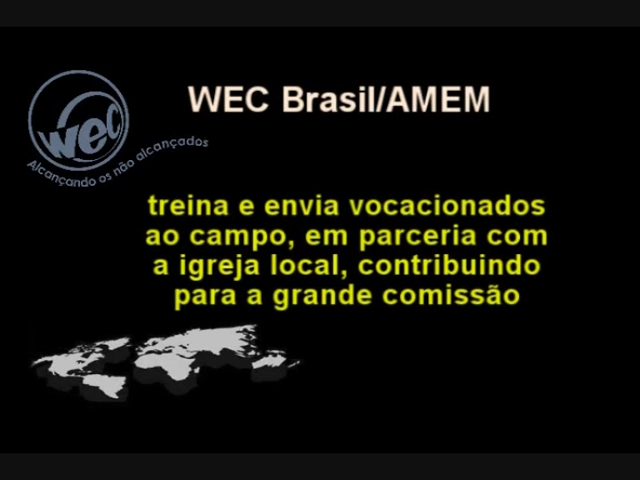 WEC Brasil/AMEM
wec
Alcançando os não alcançados
treina e envia vocacionados
ao campo, em parceria com
a igreja local, contribuindo
para a grande comissão